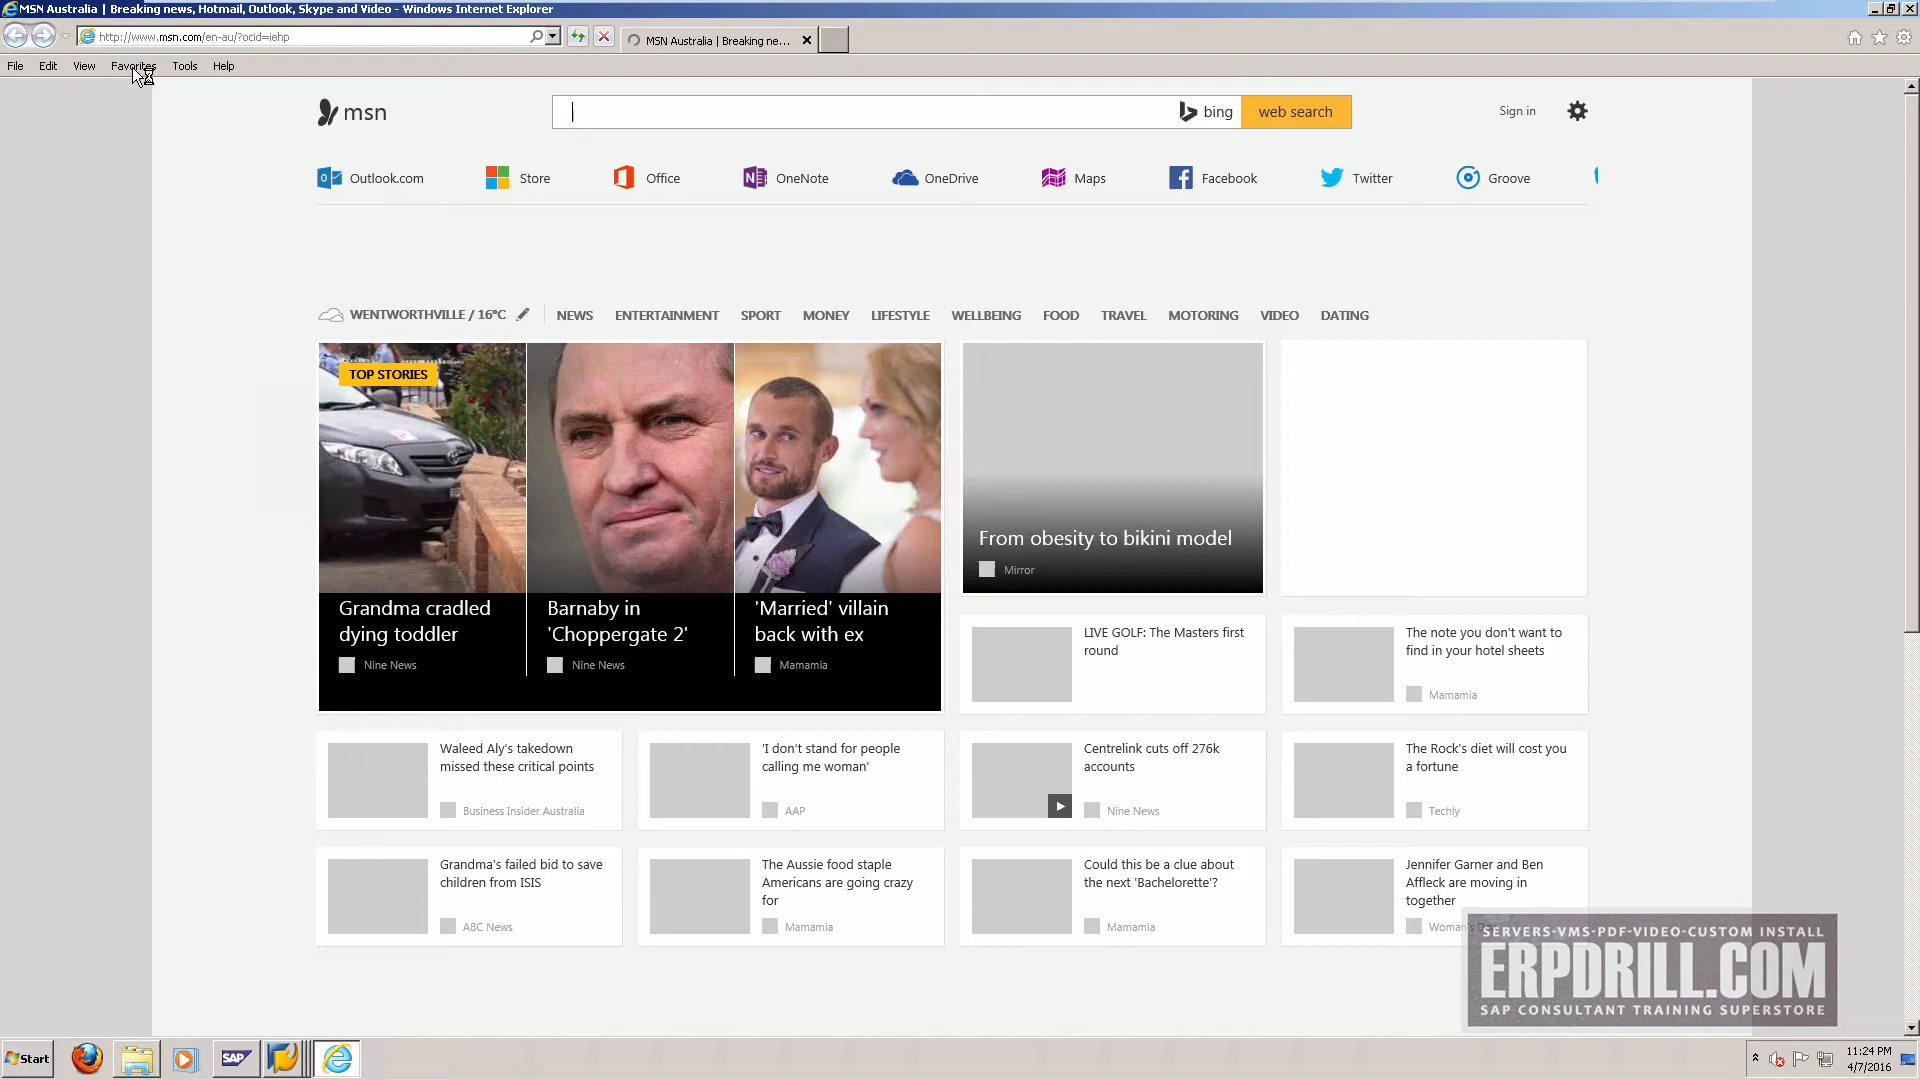 MSN Australia | Breaking news, Hotmail, Outlook, Skype and Video - Windows Internet Explorer
http://www.msn.com/en-au/?ocid=iehp
MSN Australia | Breaking ne...
File Edit View Favorites Tools Help
msn
bing
web search
Sign in
Outlook.com
Store
Office
OneNote
OneDrive
Maps
Facebook
Twitter
Groove
WENTWORTHVILLE / 16°C
NEWS ENTERTAINMENT SPORT MONEY LIFESTYLE WELLBEING FOOD TRAVEL MOTORING VIDEO DATING
TOP STORIES
Grandma cradled
dying toddler
Nine News
Barnaby in
'Choppergate 2'
Nine News
'Married' villain
back with ex
Mamamia
From obesity to bikini model
Mirror
LIVE GOLF: The Masters first
round
The note you don't want to
find in your hotel sheets
Mamamia
Waleed Aly's takedown
missed these critical points
Business Insider Australia
'I don't stand for people
calling me woman'
AAP
Centrelink cuts off 276k
accounts
Nine News
The Rock's diet will cost you
a fortune
Techly
Grandma's failed bid to save
children from ISIS
ABC News
The Aussie food staple
Americans are going crazy
for
Mamamia
Could this be a clue about
the next 'Bachelorette'?
Mamamia
Jennifer Garner and Ben
Affleck are moving in
together
SERVERS-VMS-PDF-VIDEO-CUSTOM INSTALL
ERPDRILL.COM
SAP CONSULTANT TRAINING SUPERSTORE
Start
SAP
11:24 PM
4/7/2016